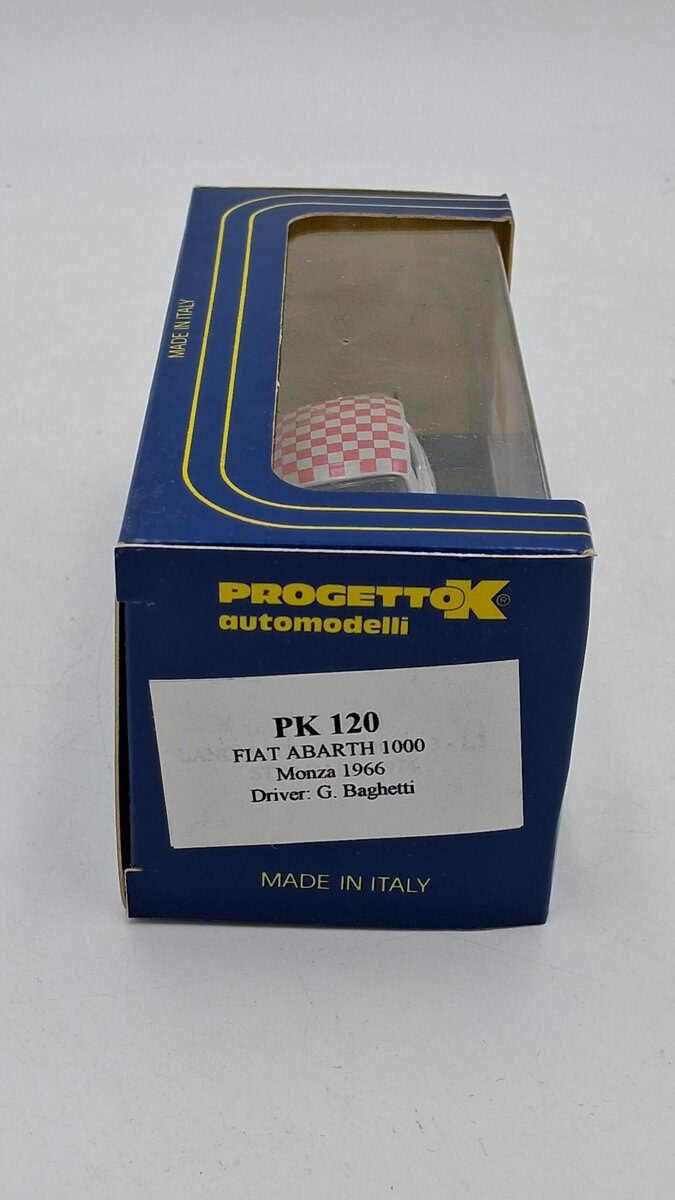 MADE IN ITALY
PROGETTO K®
automodelli
PK 120
FIAT ABARTH 1000
Monza 1966
Driver: G. Baghetti
MADE IN ITALY